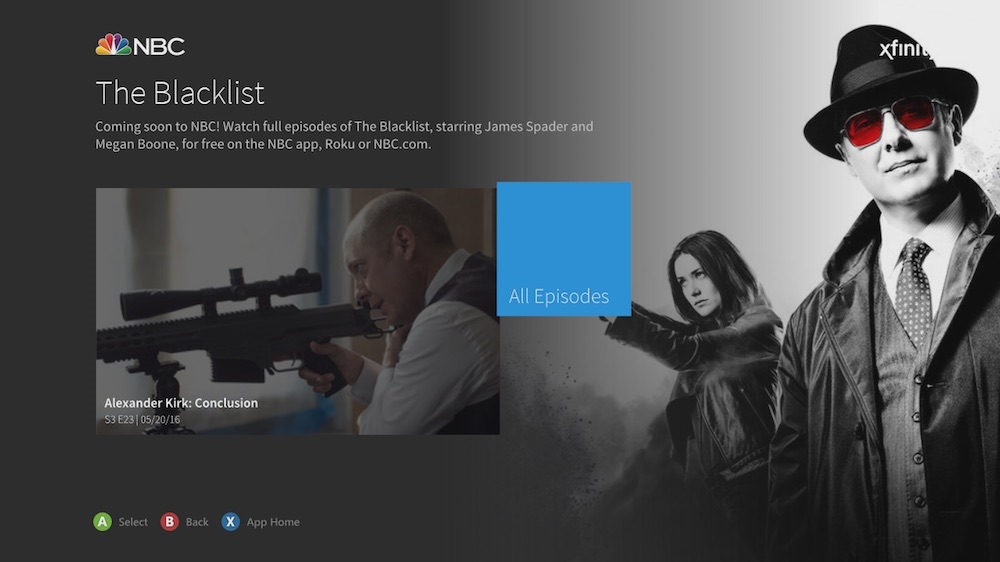 NBC
xfinity
The Blacklist
Coming soon to NBC! Watch full episodes of The Blacklist, starring James Spader and
Megan Boone, for free on the NBC app, Roku or NBC.com.
All Episodes
Alexander Kirk: Conclusion
S3 E23 | 05/20/16
A Select B Back X App Home